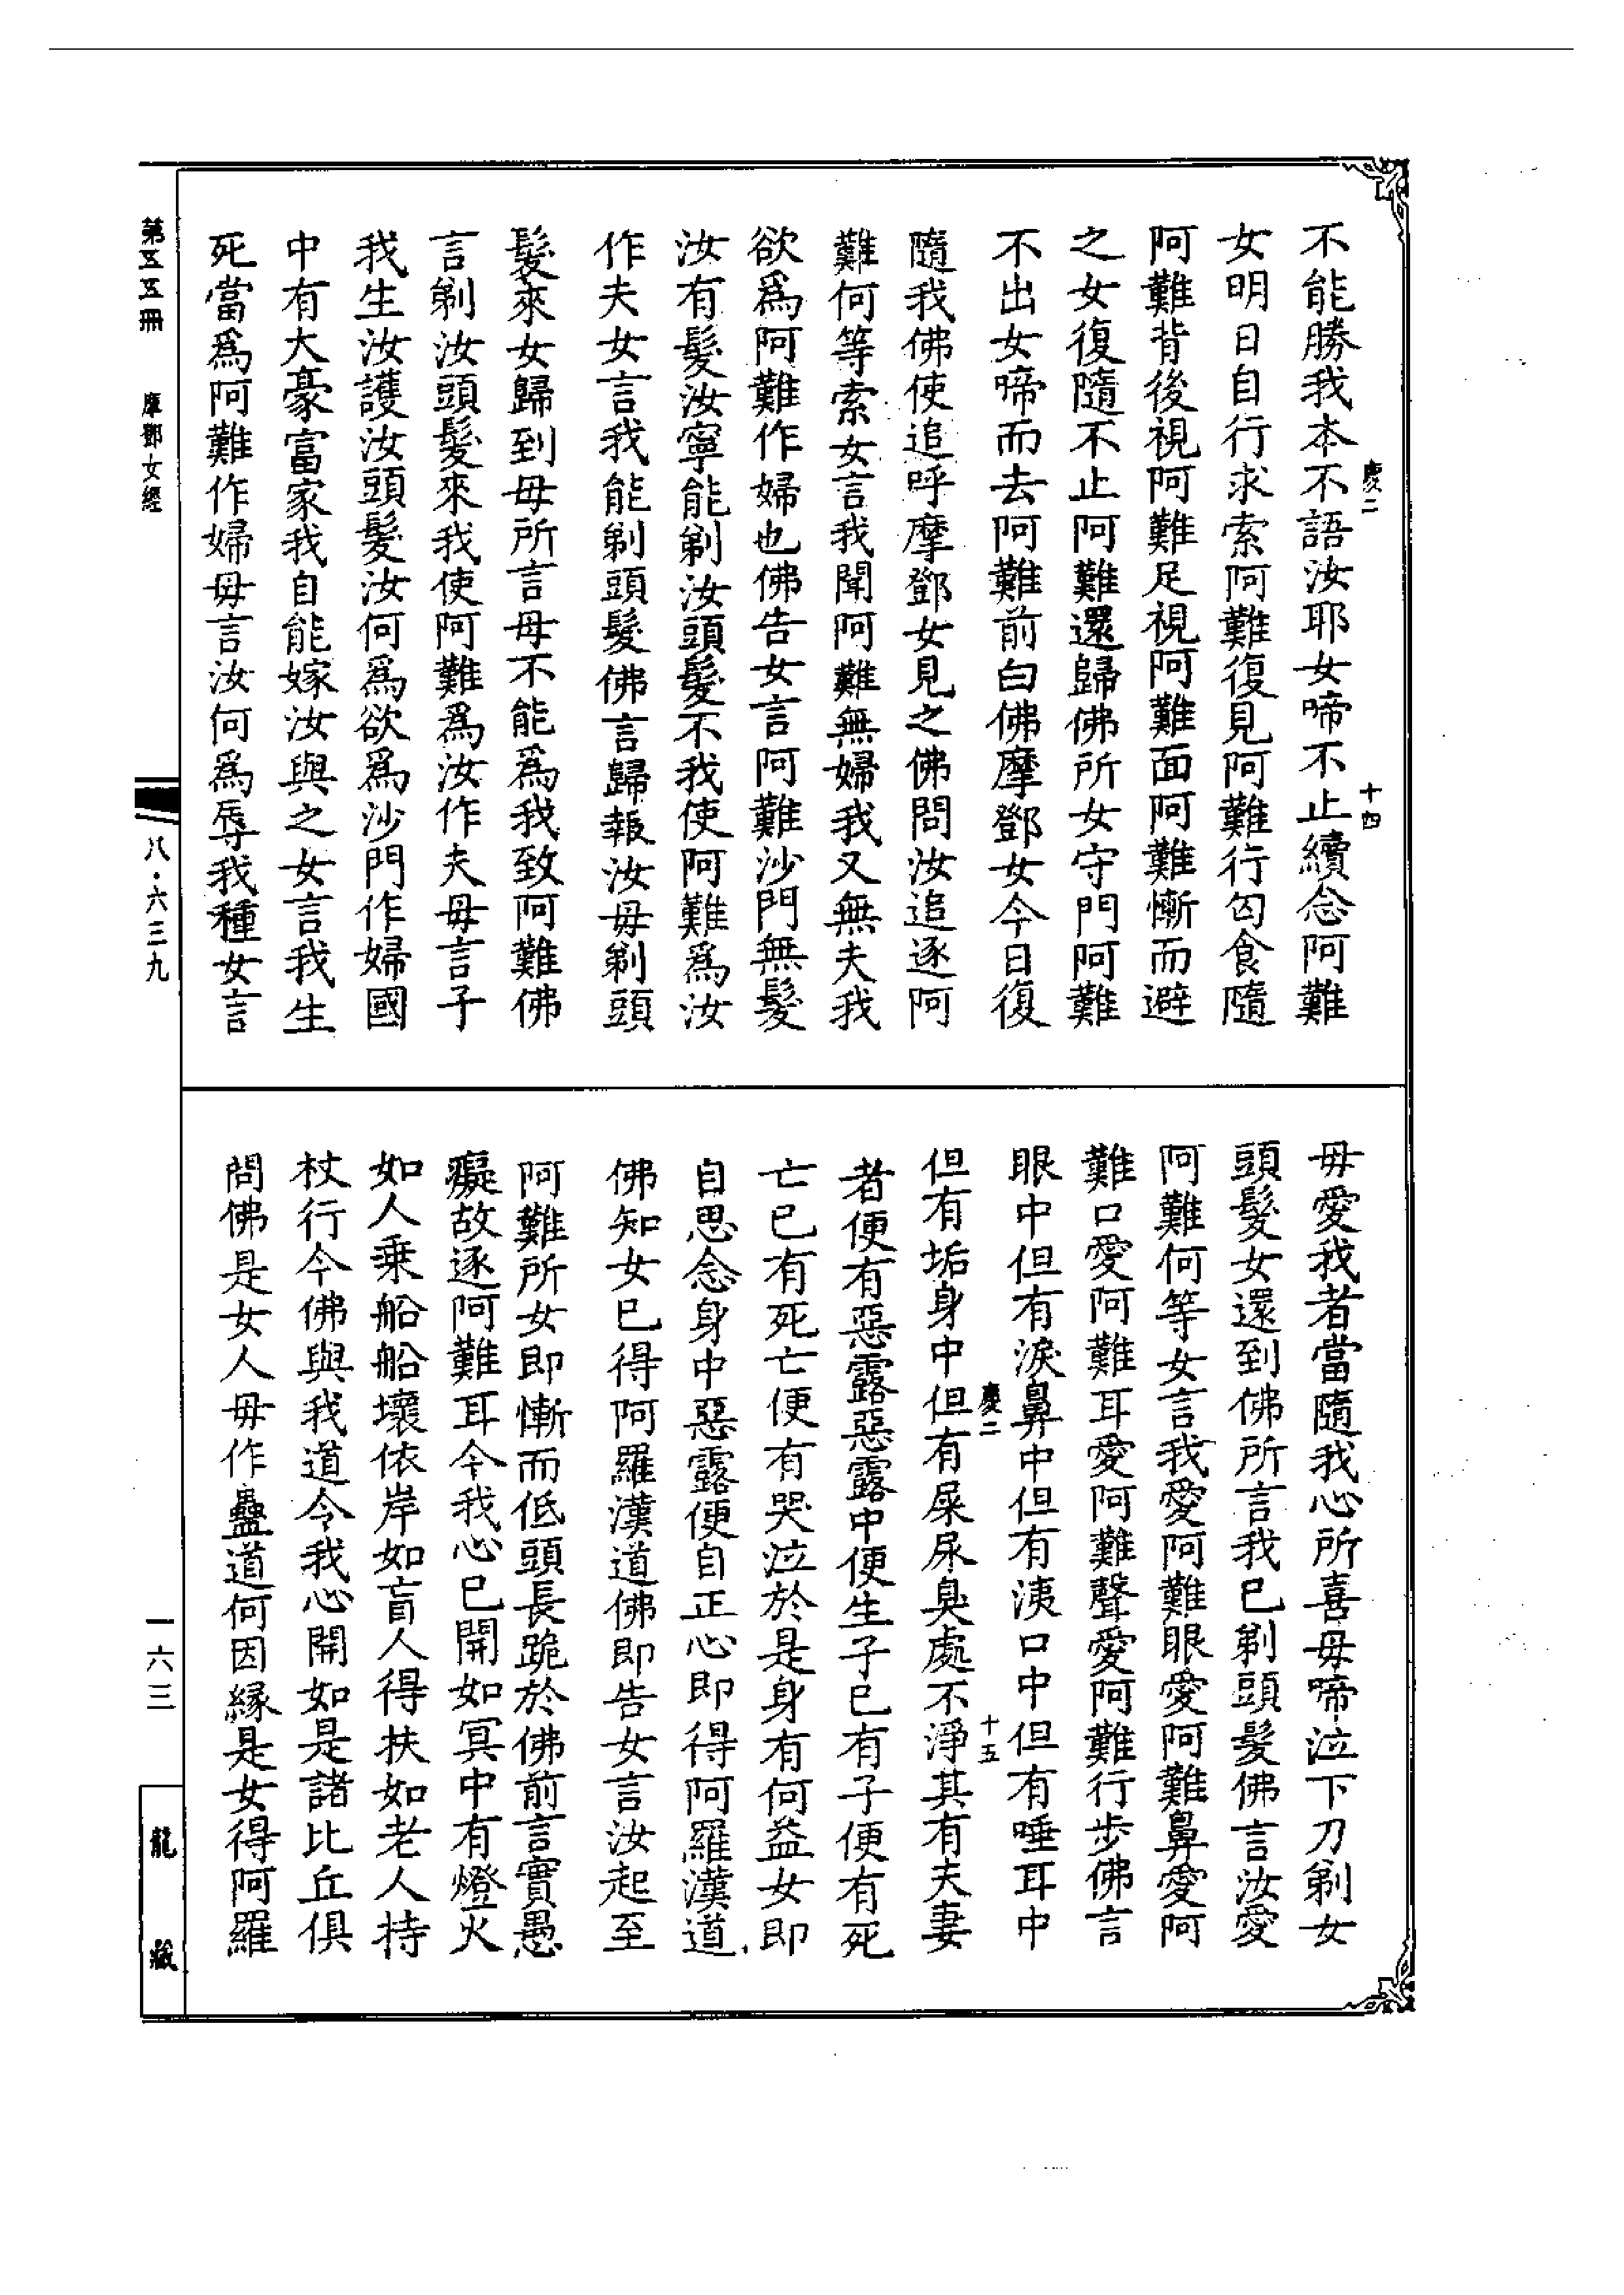 慶二
十四
不能勝我本不語汝耶女啼不止續念阿難
女明日自行求索阿難復見阿難行匃食隨
阿難背後視阿難足視阿難面阿難慚而避
之女復隨不止阿難還歸佛所女守門阿難
不出女啼而去阿難前白佛摩鄧女今日復
隨我佛使追呼摩鄧女見之佛問汝追逐阿
難何等索女言我聞阿難無婦我又無夫我
欲爲阿難作婦也佛告女言阿難沙門無髮
汝有髮汝寧能剃汝頭髮不我使阿難爲汝
作夫女言我能剃頭髮佛言歸報汝母剃頭
髮來女歸到母所言母不能爲我致阿難佛
言剃汝頭髮來我使阿難爲汝作夫母言子
我生汝護汝頭髮汝何爲欲爲沙門作婦國
中有大豪富家我自能嫁汝與之女言我生
死當爲阿難作婦母言汝何爲辱我種女言
母愛我者當隨我心所喜母啼泣下刀剃女
頭髮女還到佛所言我已剃頭髮佛言汝愛
阿難何等女言我愛阿難眼愛阿難鼻愛阿
難口愛阿難耳愛阿難聲愛阿難行步佛言
眼中但有淚鼻中但有洟口中但有唾耳中
慶二
十五
但有垢身中但有屎尿臭處不淨其有夫妻
者便有惡露惡露中便生子已有子便有死
亡已有死亡便有哭泣於是身有何益女即
自思念身中惡露便自正心即得阿羅漢道
佛知女已得阿羅漢道佛即告女言汝起至
阿難所女即慚而低頭長跪於佛前言實愚
癡故逐阿難耳今我心已開如冥中有燈火
如人乗船船壞依岸如盲人得扶如老人持
杖行今佛與我道令我心開如是諸比丘俱
問佛是女人母作蠱道何因緣是女得阿羅
第五五冊
摩鄧女經
八·六三九
一六三
龍藏